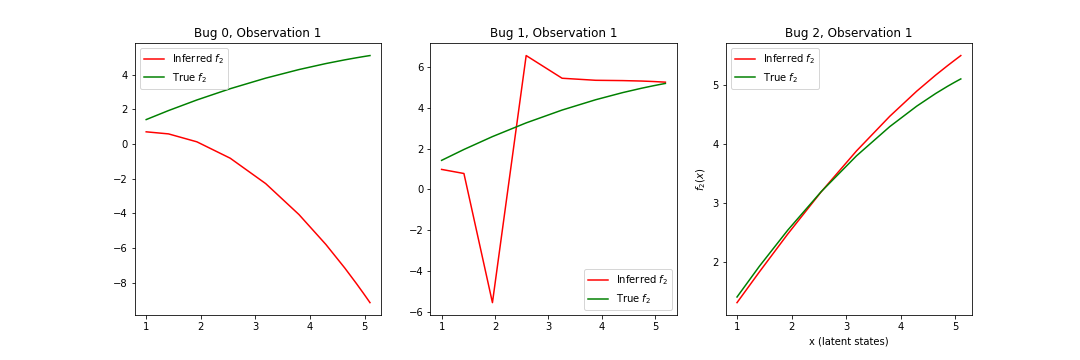 Bug 0, Observation 1
Inferred f₂
True f₂
4
2
0
−2
−4
−6
−8
1 2 3 4 5
Bug 1, Observation 1
6
4
2
0
−2
−4
−6
Inferred f₂
True f₂
1 2 3 4 5
Bug 2, Observation 1
Inferred f₂
True f₂
f₂(x)
5
4
3
2
1 2 3 4 5
x (latent states)